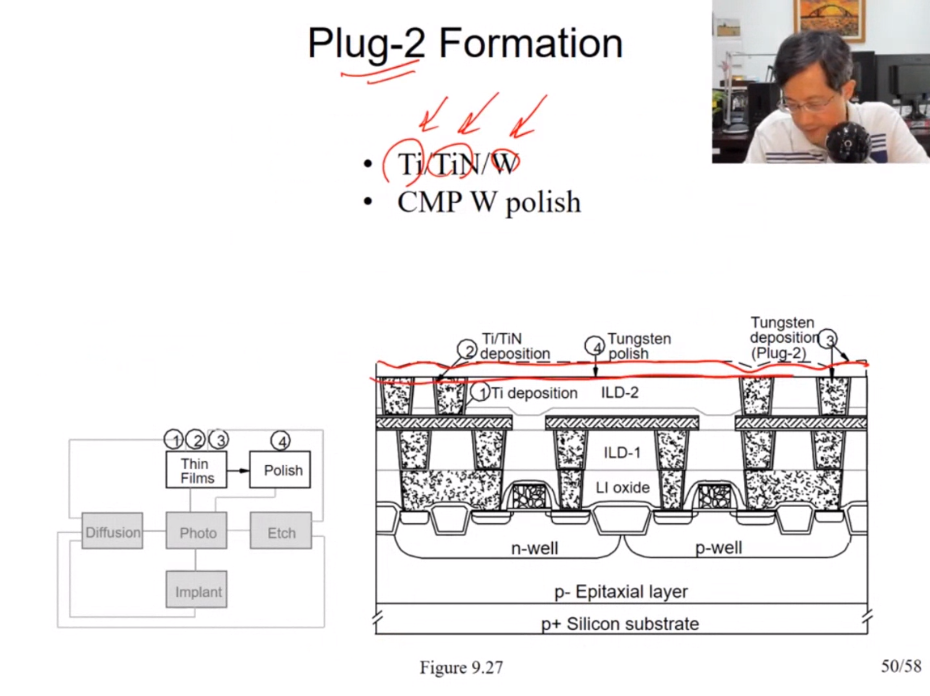 Plug-2 Formation
• Ti/TiN/W
• CMP W polish
Tungsten
deposition
(Plug-2)
3
Ti/TiN
deposition
2
Tungsten
polish
4
1 Ti deposition
ILD-2
ILD-1
LI oxide
n-well
p-well
p- Epitaxial layer
p+ Silicon substrate
1 2 3
4
Thin
Films
Polish
Diffusion
Photo
Etch
Implant
Figure 9.27
50/58